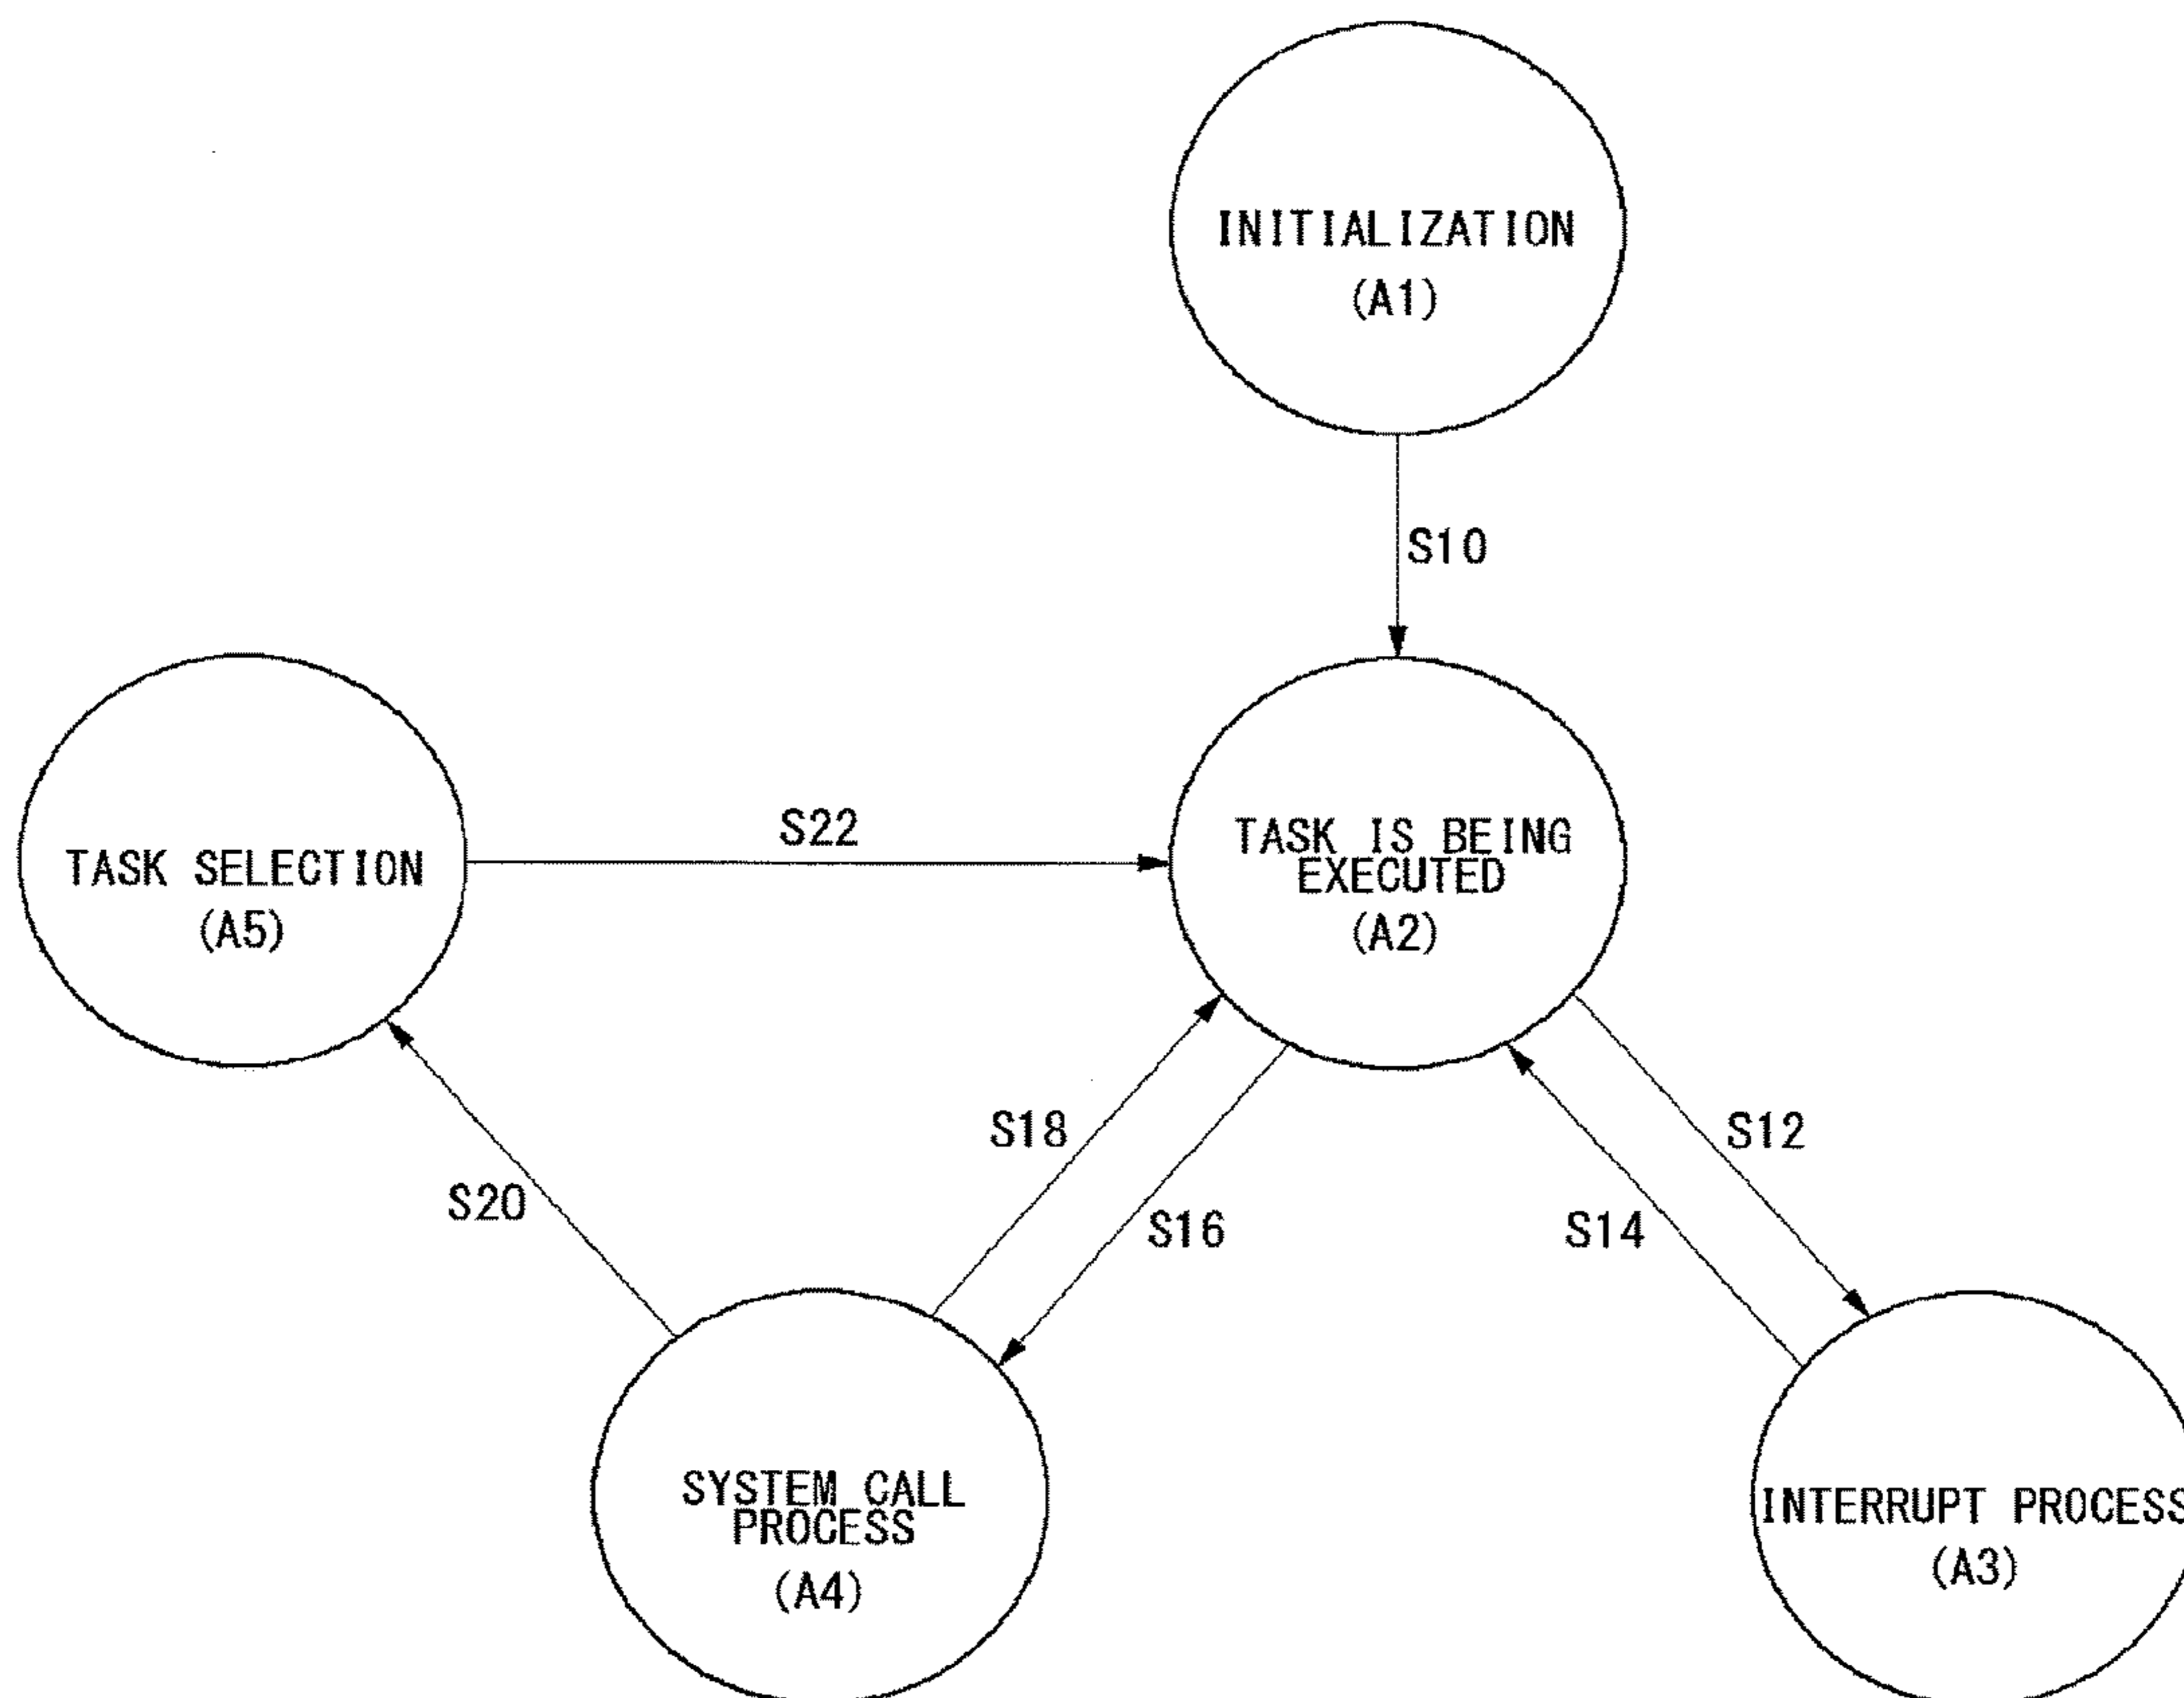 INITIALIZATION
(A1)
S10
S22
TASK SELECTION
(A5)
TASK IS BEING
EXECUTED
(A2)
S18
S12
S20
S16
S14
SYSTEM CALL
PROCESS
(A4)
INTERRUPT PROCESS
(A3)